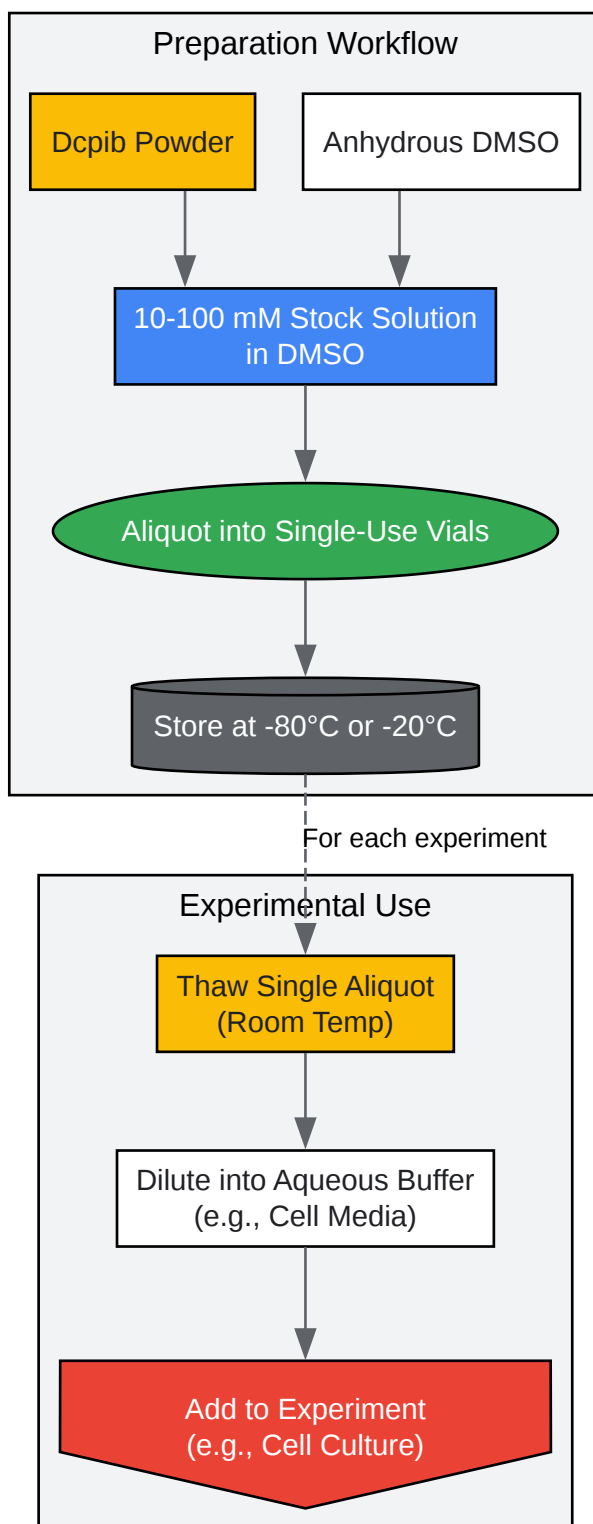 Preparation Workflow
Dcpib Powder
Anhydrous DMSO
10-100 mM Stock Solution
in DMSO
Aliquot into Single-Use Vials
Store at -80°C or -20°C
For each experiment
Experimental Use
Thaw Single Aliquot
(Room Temp)
Dilute into Aqueous Buffer
(e.g., Cell Media)
Add to Experiment
(e.g., Cell Culture)